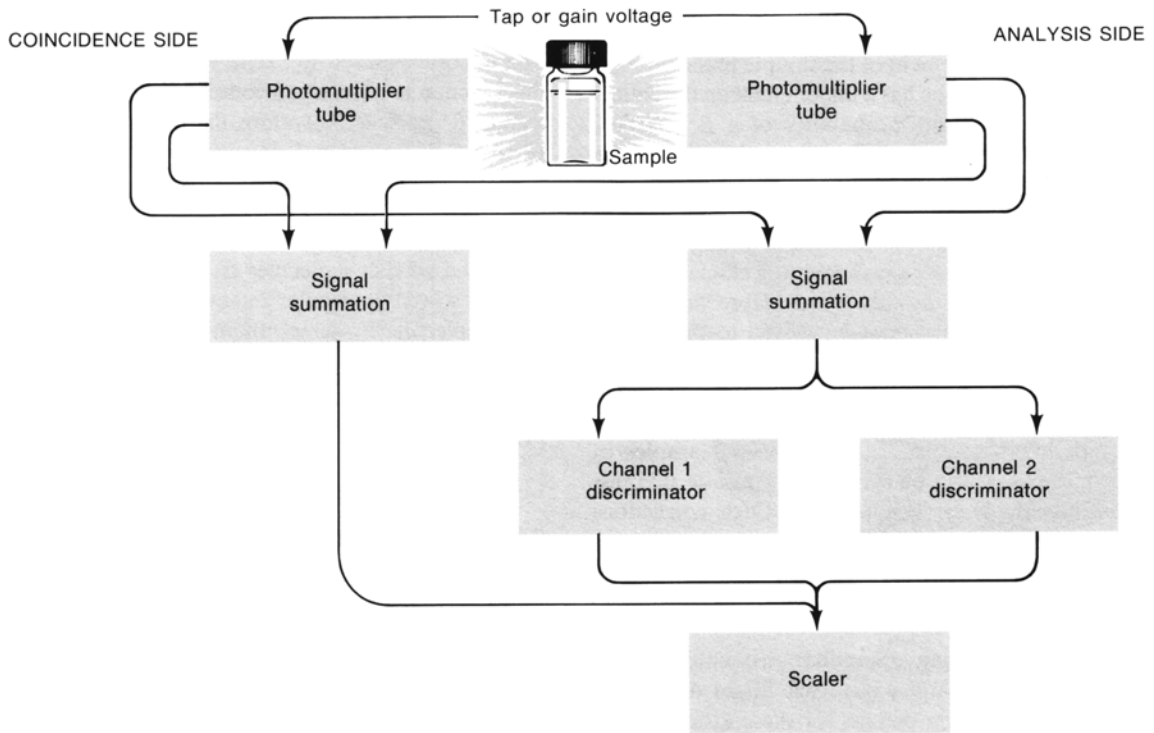 Tap or gain voltage
COINCIDENCE SIDE
ANALYSIS SIDE
Photomultiplier
tube
Photomultiplier
tube
Sample
Signal
summation
Signal
summation
Channel 1
discriminator
Channel 2
discriminator
Scaler